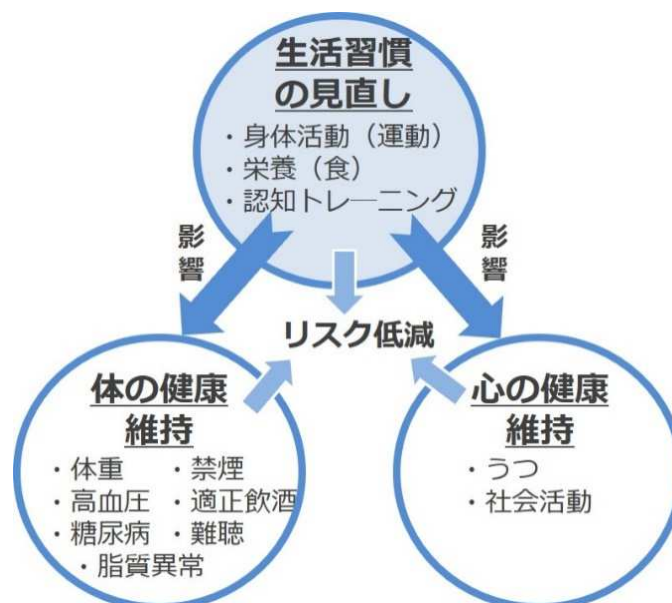 生活習慣
の見直し
・身体活動（運動）
・栄養（食）
・認知トレーニング
影響
影響
リスク低減
体の健康
維持
・体重 ・禁煙
・高血圧 ・適正飲酒
・糖尿病 ・難聴
・脂質異常
心の健康
維持
・うつ
・社会活動